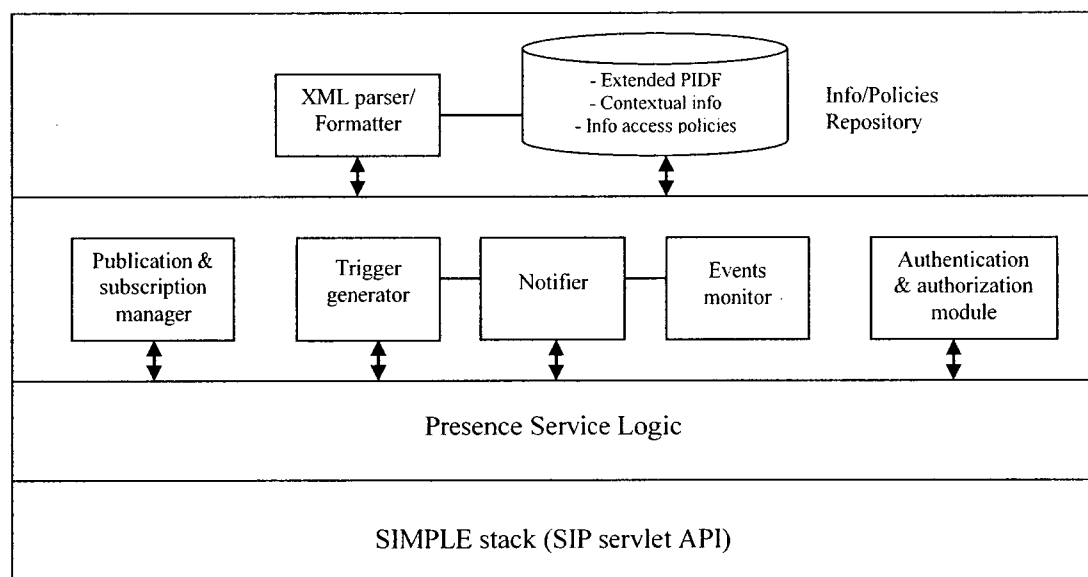 XML parser/
Formatter
- Extended PIDF
- Contextual info
- Info access policies
Info/Policies
Repository
Publication &
subscription
manager
Trigger
generator
Notifier
Events
monitor
Authentication
& authorization
module
Presence Service Logic
SIMPLE stack (SIP servlet API)